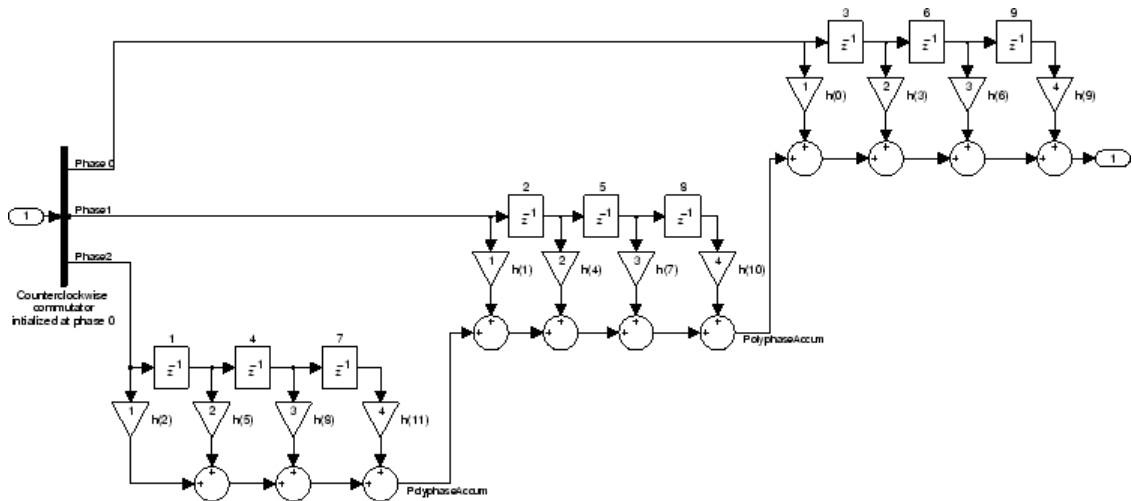 3 6 9
z-1 z-1 z-1
1 2 3 4
h(0) h(3) h(6) h(9)
+ + + +
+ + + +
1
Phase 0
1
Phase1
Phase2
Counterclockwise
commutator
intialized at phase 0
2 5 8
z-1 z-1 z-1
1 2 3 4
h(1) h(4) h(7) h(10)
+ + + +
+ + + +
PolyphaseAccum
1 4 7
z-1 z-1 z-1
1 2 3 4
h(2) h(5) h(8) h(11)
+ + +
+ + +
PolyphaseAccum